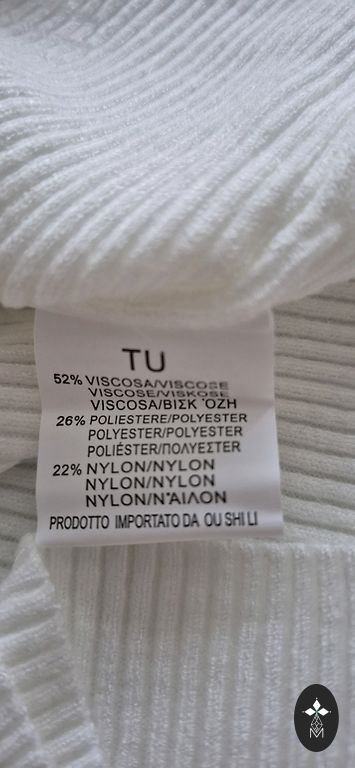 TU
52% VISCOSA/VISCOSE
VISCOSE/VISKOSE
VISCOSA/ΒΙΣΚ ΌΖΗ
26% POLIESTERE/POLYESTER
POLYESTER/POLYESTER
POLIÉSTER/ΠΟΛΥΕΣΤΕΡ
22% NYLON/NYLON
NYLON/NYLON
NYLON/Ν'ΑΙΛΟΝ
PRODOTTO IMPORTATO DA OU SHI LI
M